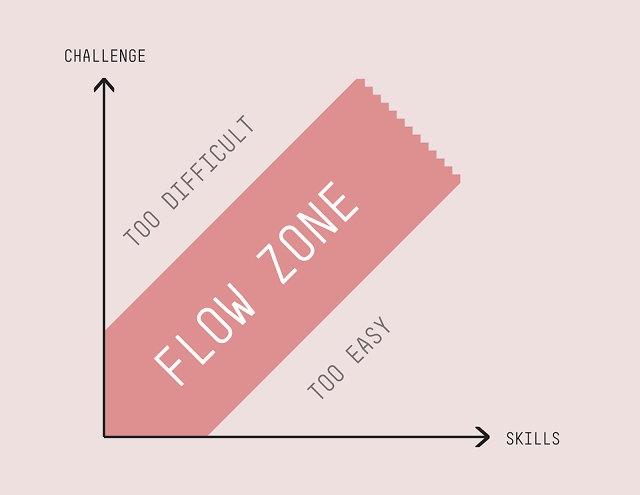 CHALLENGE
TOO DIFFICULT
FLOW ZONE
TOO EASY
SKILLS